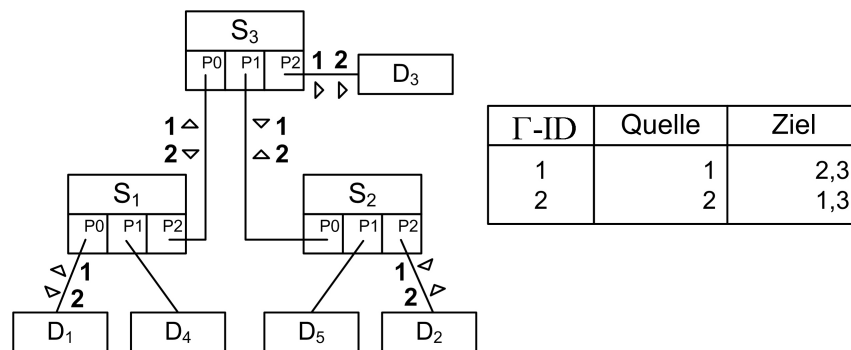 S3
P0 P1 P2 1 2 D3
1 1
2 2
Γ-ID Quelle Ziel
1 1 2,3
2 2 1,3
S1 S2
P0 P1 P2 P0 P1 P2
1 1
2 2
D1 D4 D5 D2